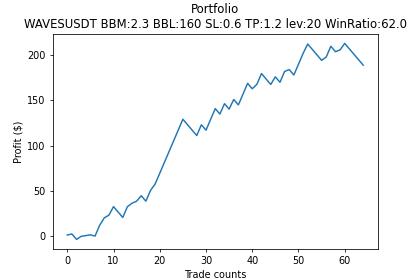 Portfolio
WAVESUSDT BBM:2.3 BBL:160 SL:0.6 TP:1.2 lev:20 WinRatio:62.0
Profit ($)
200
150
100
50
0
0 10 20 30 40 50 60
Trade counts